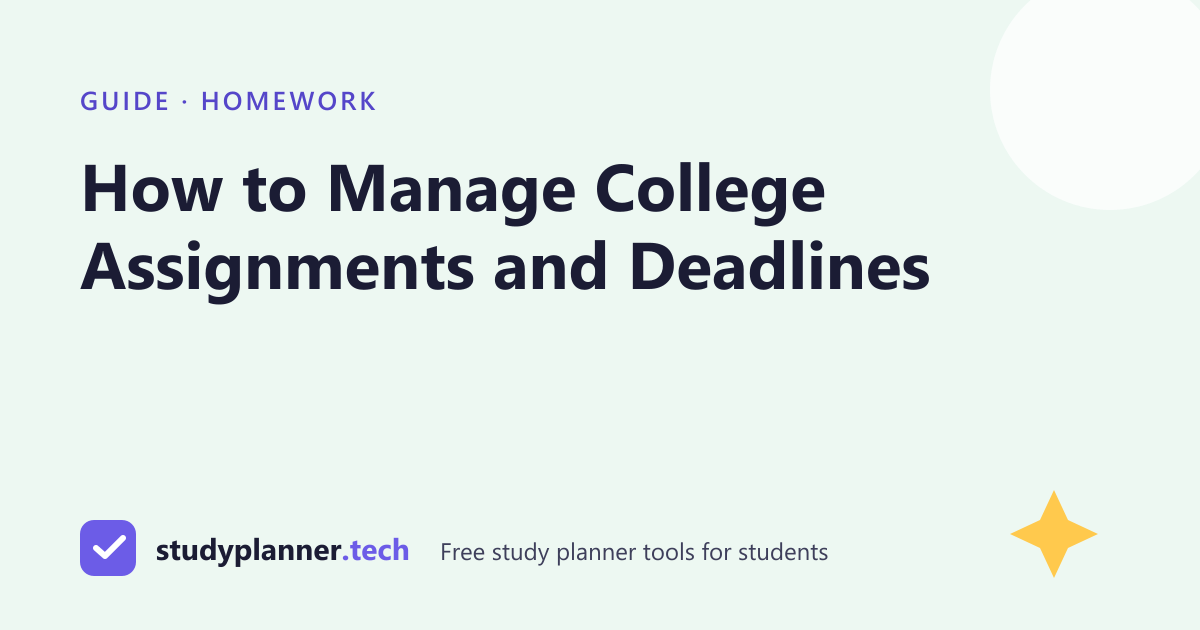 GUIDE · HOMEWORK
How to Manage College
Assignments and Deadlines
studyplanner.tech Free study planner tools for students